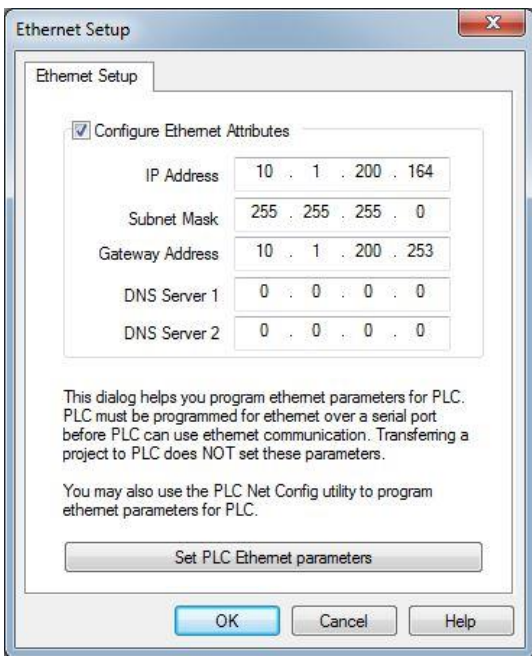 Ethernet Setup
Ethernet Setup
Configure Ethernet Attributes
IP Address 10 . 1 . 200 . 164
Subnet Mask 255 . 255 . 255 . 0
Gateway Address 10 . 1 . 200 . 253
DNS Server 1 0 . 0 . 0 . 0
DNS Server 2 0 . 0 . 0 . 0
This dialog helps you program ethernet parameters for PLC.
PLC must be programmed for ethernet over a serial port
before PLC can use ethernet communication. Transferring a
project to PLC does NOT set these parameters.
You may also use the PLC Net Config utility to program
ethernet parameters for PLC.
Set PLC Ethernet parameters
OK Cancel Help